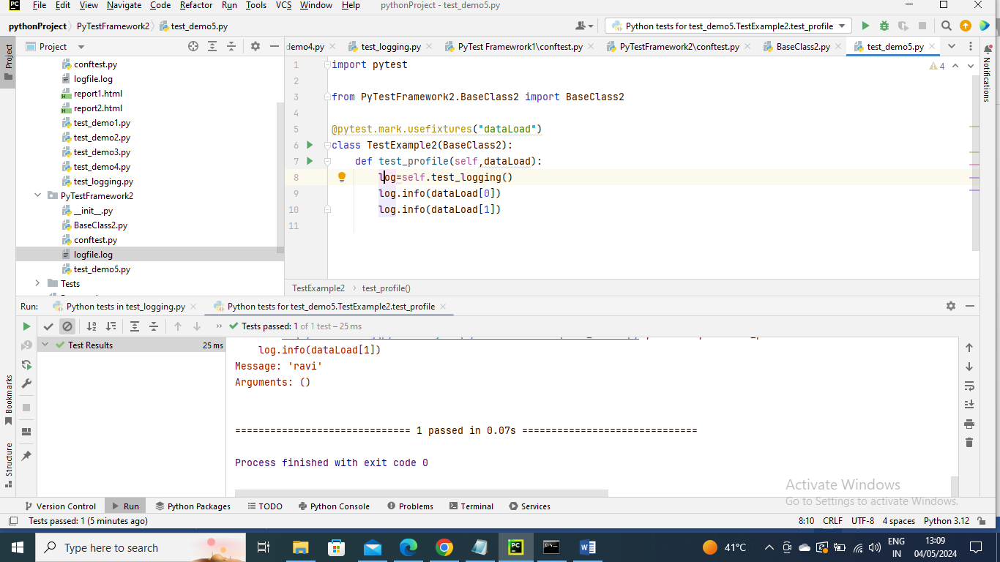 PC File Edit View Navigate Code Refactor Run Tools VCS Window Help pythonProject - test_demo5.py
pythonProject PyTestFramework2 test_demo5.py Python tests for test_demo5.TestExample2.test_profile
Project
Project
demo4.py test_logging.py PyTest Framewrork1\conftest.py PyTestFramework2\conftest.py BaseClass2.py test_demo5.py
Notifications
conftest.py
logfile.log
report1.html
report2.html
test_demo1.py
test_demo2.py
test_demo3.py
test_demo4.py
test_logging.py
PyTestFramework2
__init__.py
BaseClass2.py
conftest.py
logfile.log
test_demo5.py
Tests
4
1 import pytest
2
3 from PyTestFramework2.BaseClass2 import BaseClass2
4
5 @pytest.mark.usefixtures("dataLoad")
6 class TestExample2(BaseClass2):
7 def test_profile(self,dataLoad):
8 log=self.test_logging()
9 log.info(dataLoad[0])
10 log.info(dataLoad[1])
11
TestExample2 test_profile()
Run: Python tests in test_logging.py Python tests for test_demo5.TestExample2.test_profile
Tests passed: 1 of 1 test – 25 ms
Test Results 25 ms
log.info(dataLoad[1])
Message: 'ravi'
Arguments: ()
============================== 1 passed in 0.07s ==============================
Process finished with exit code 0
Bookmarks
Structure
Activate Windows
Go to Settings to activate Windows.
Version Control Run Python Packages TODO Python Console Problems Terminal Services
Tests passed: 1 (5 minutes ago) 8:10 CRLF UTF-8 4 spaces Python 3.12
Type here to search
PC
41°C
ENG
IN
13:09
04/05/2024